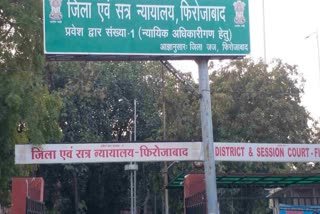 जिला एवं सत्र न्यायालय, फिरोजाबाद
प्रवेश द्वार संख्या-1 (न्यायिक अधिकारीगण हेतु)
आज्ञानुसारः जिला जज, फिरोजाबाद
जिला एवं सत्र न्यायालय-फिरोजाबाद DISTRICT & SESSION COURT-F